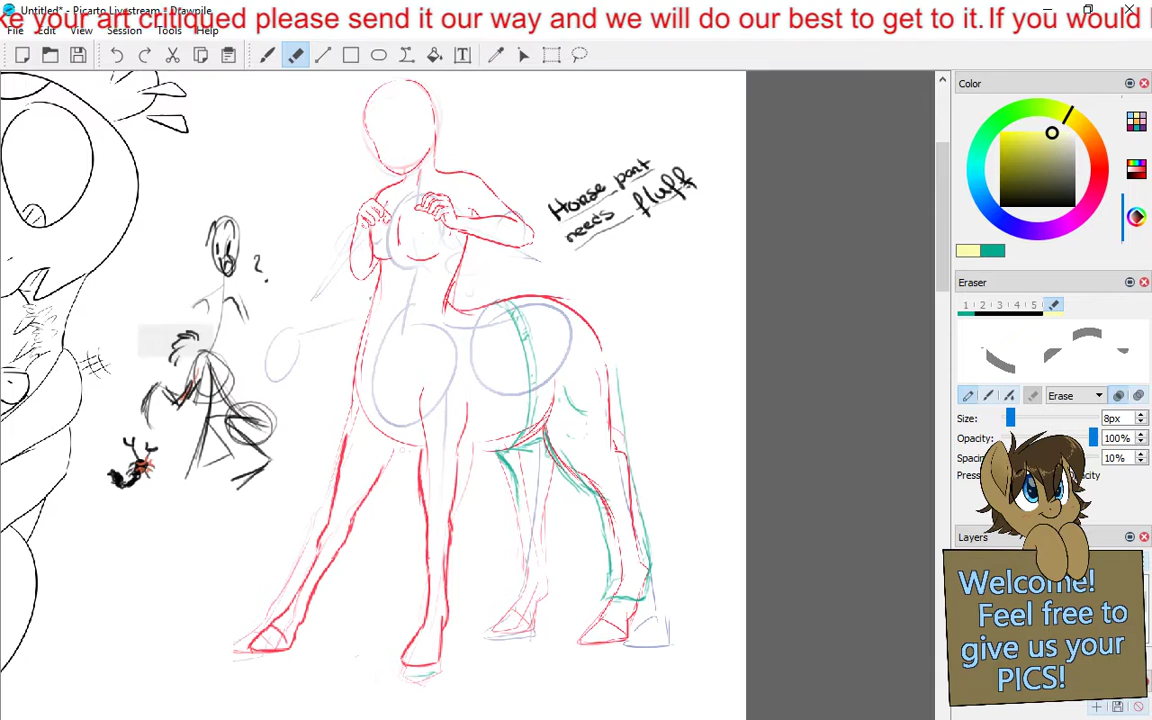 Untitled* - Picarto Livestream - Drawpile
ke your art critiqued please send it our way and we will do our best to get to it. If you would
File Edit View Session Tools Help
Color
Horse part
needs fluff
?
Eraser
1 2 3 4 5
Erase
Size: 8px
Opacity: 100%
Spaci 10%
Press
acity
Layers
Welcome!
Feel free to
give us your
PICS!